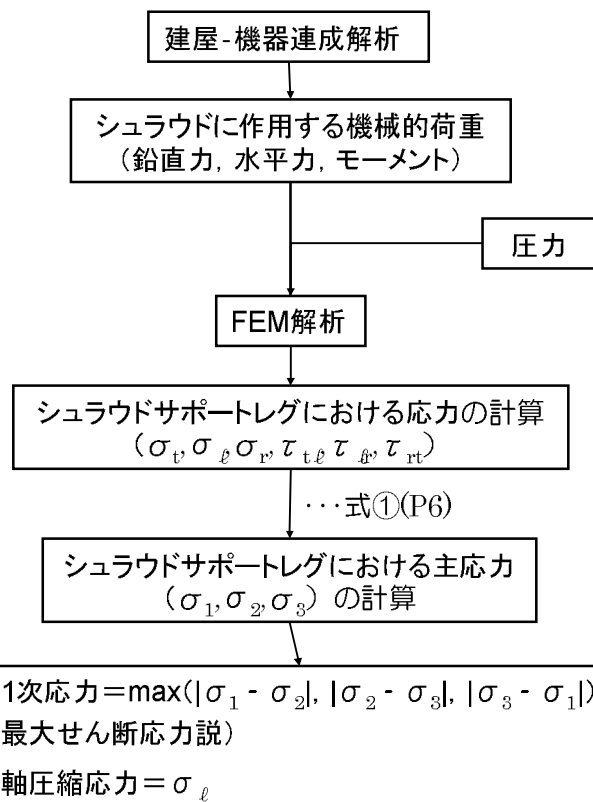 建屋-機器連成解析
シュラウドに作用する機械的荷重
（鉛直力, 水平力, モーメント）
圧力
FEM解析
シュラウドサポートレグにおける応力の計算
（σt, σℓ, σr, τtℓ, τℓr, τrt）
･･･式①(P6)
シュラウドサポートレグにおける主応力
（σ1, σ2, σ3）の計算
1次応力＝max(|σ1 - σ2|, |σ2 - σ3|, |σ3 - σ1|)
最大せん断応力説）
軸圧縮応力＝σℓ